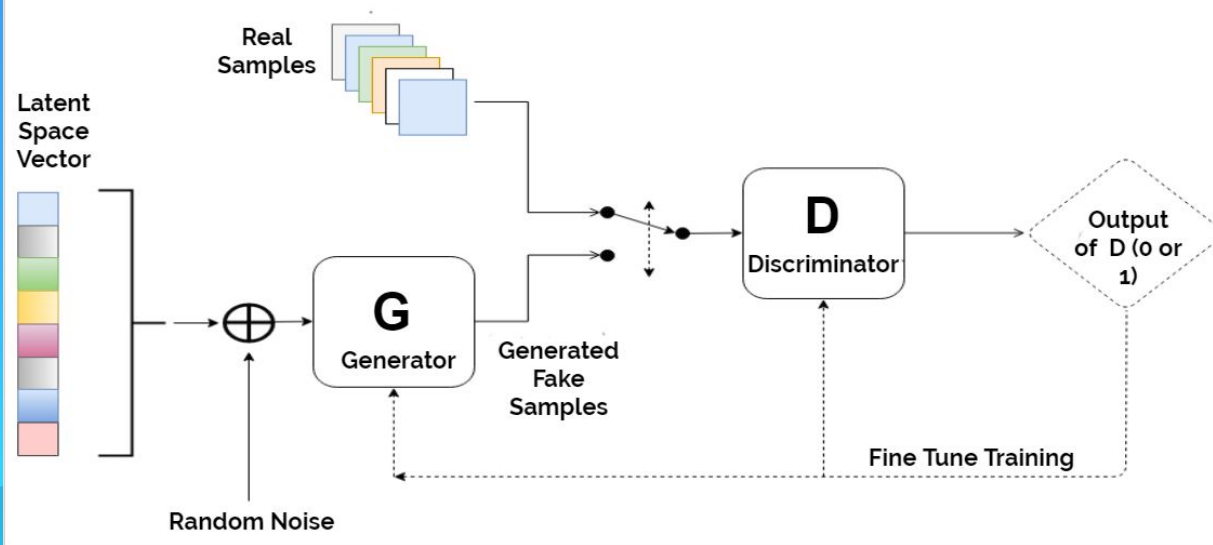 Real
Samples
Latent
Space
Vector
D
Discriminator
Output
of D (0 or
1)
G
Generator
Generated
Fake
Samples
Fine Tune Training
Random Noise